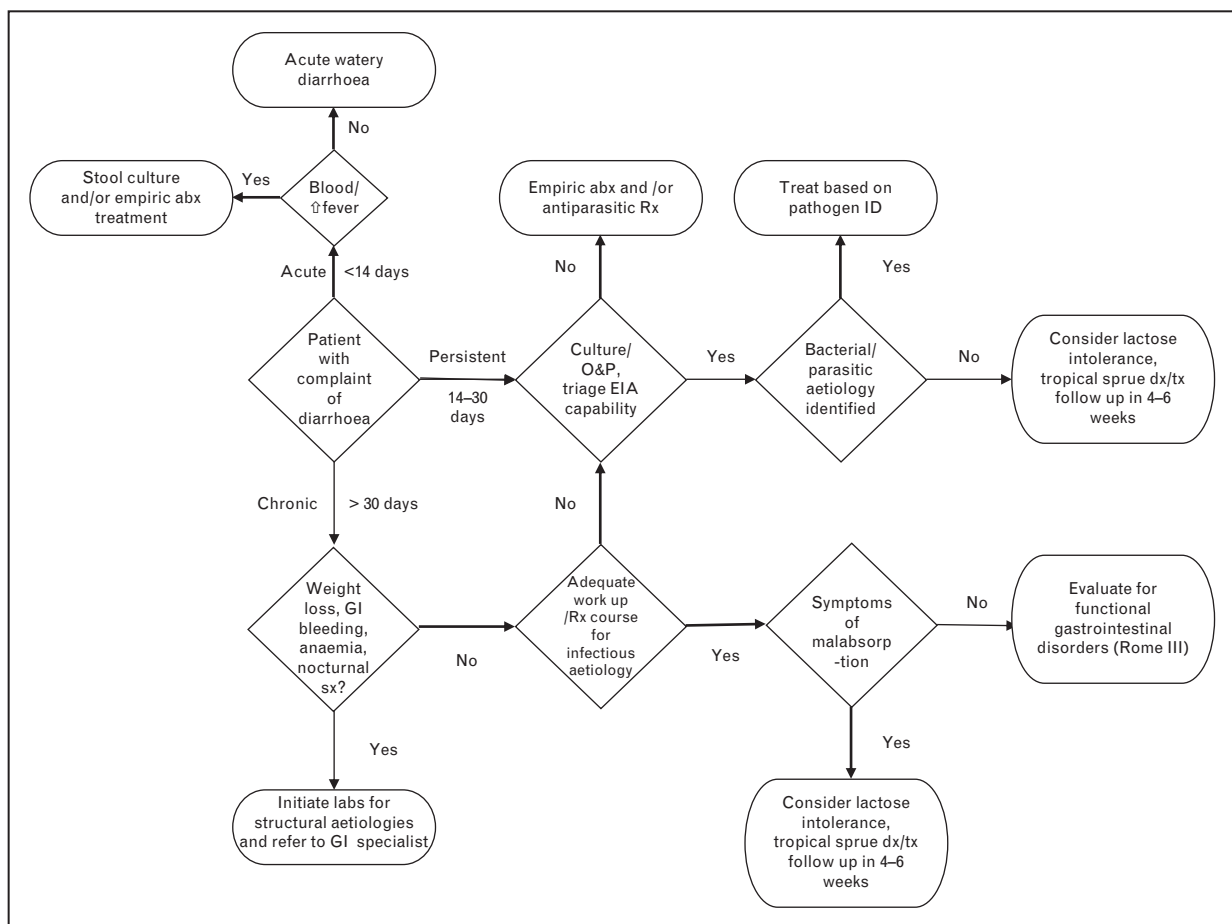 Acute watery
diarrhoea
No
Stool culture
and/or empiric abx
treatment
Yes
Blood/
⇧fever
Empiric abx and /or
antiparasitic Rx
Treat based on
pathogen ID
Acute
<14 days
No
Yes
Patient
with
complaint
of
diarrhoea
Persistent
14–30
days
Culture/
O&P,
triage EIA
capability
Yes
Bacterial/
parasitic
aetiology
identified
No
Consider lactose
intolerance,
tropical sprue dx/tx
follow up in 4–6
weeks
Chronic
> 30 days
No
Weight
loss, GI
bleeding,
anaemia,
nocturnal
sx?
No
Adequate
work up
/Rx course
for
infectious
aetiology
Yes
Symptoms
of
malabsorp
-tion
No
Evaluate for
functional
gastrointestinal
disorders (Rome III)
Yes
Yes
Initiate labs for
structural aetiologies
and refer to GI specialist
Consider lactose
intolerance,
tropical sprue dx/tx
follow up in 4–6
weeks